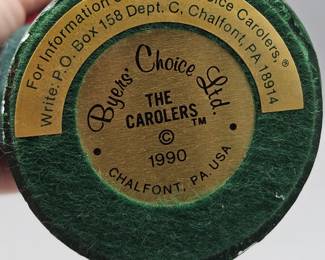 For Information oice Carolers,®
Write: P.O. Box 158 Dept. C, Chalfont, PA 18914
Byers' Choice Ltd.
THE
CAROLERS™
©
• 1990 •
CHALFONT, PA. USA